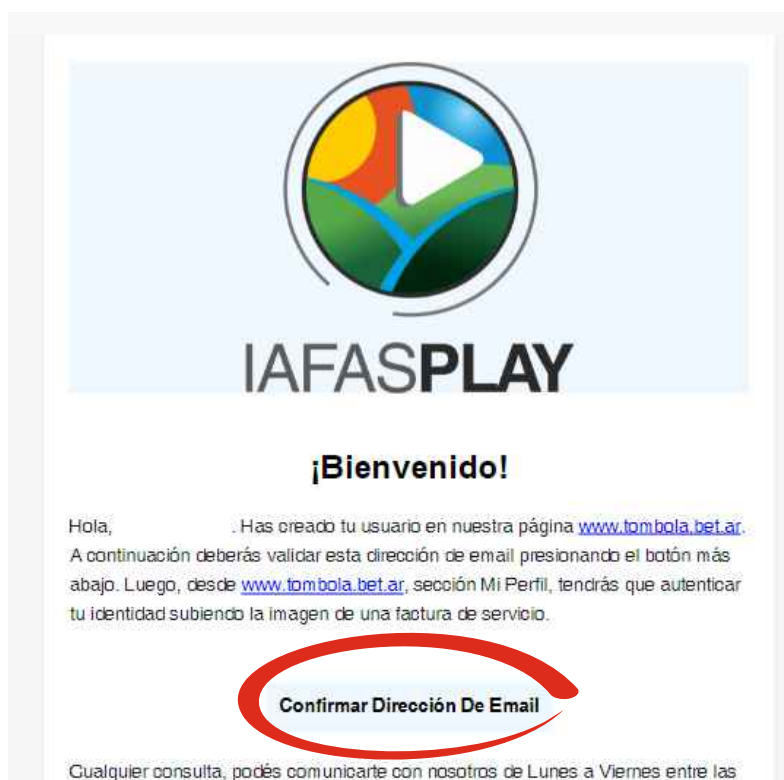 IAFASPLAY
¡Bienvenido!
Hola, . Has creado tu usuario en nuestra página www.tombola.bet.ar.
A continuación deberás validar esta dirección de email presionando el botón más
abajo. Luego, desde www.tombola.bet.ar, sección Mi Perfil, tendrás que autenticar
tu identidad subiendo la imagen de una factura de servicio.
Confirmar Dirección De Email
Cualquier consulta, podés comunicarte con nosotros de Lunes a Viernes entre las